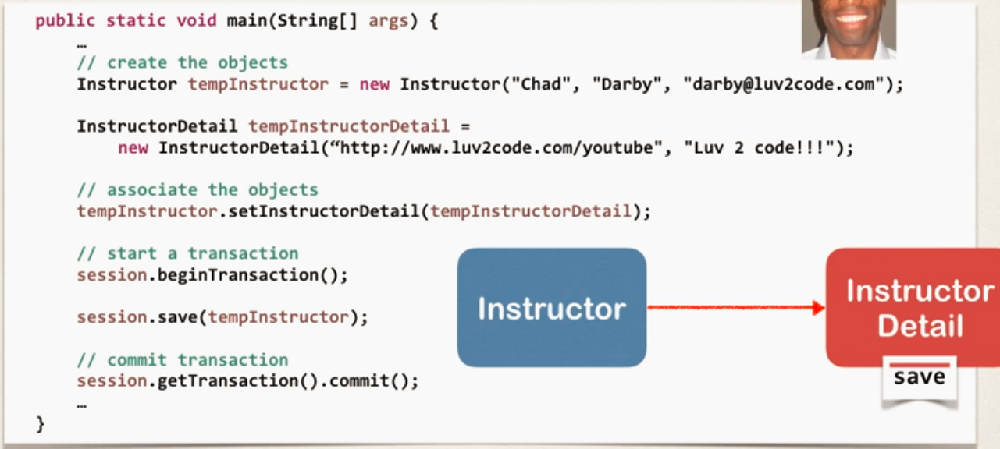 public static void main(String[] args) {
…
// create the objects
Instructor tempInstructor = new Instructor("Chad", "Darby", "darby@luv2code.com");
InstructorDetail tempInstructorDetail =
new InstructorDetail(“http://www.luv2code.com/youtube", "Luv 2 code!!!");
// associate the objects
tempInstructor.setInstructorDetail(tempInstructorDetail);
// start a transaction
session.beginTransaction();
session.save(tempInstructor);
// commit transaction
session.getTransaction().commit();
…
}
Instructor
Instructor
Detail
save